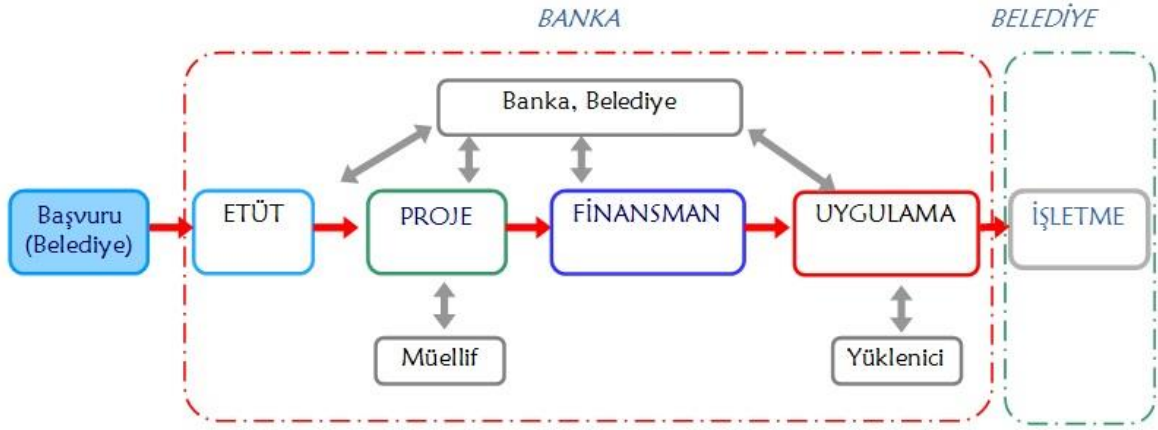 BANKA
BELEDİYE
Banka, Belediye
Başvuru
(Belediye)
ETÜT
PROJE
FİNANSMAN
UYGULAMA
İŞLETME
Müellif
Yüklenici